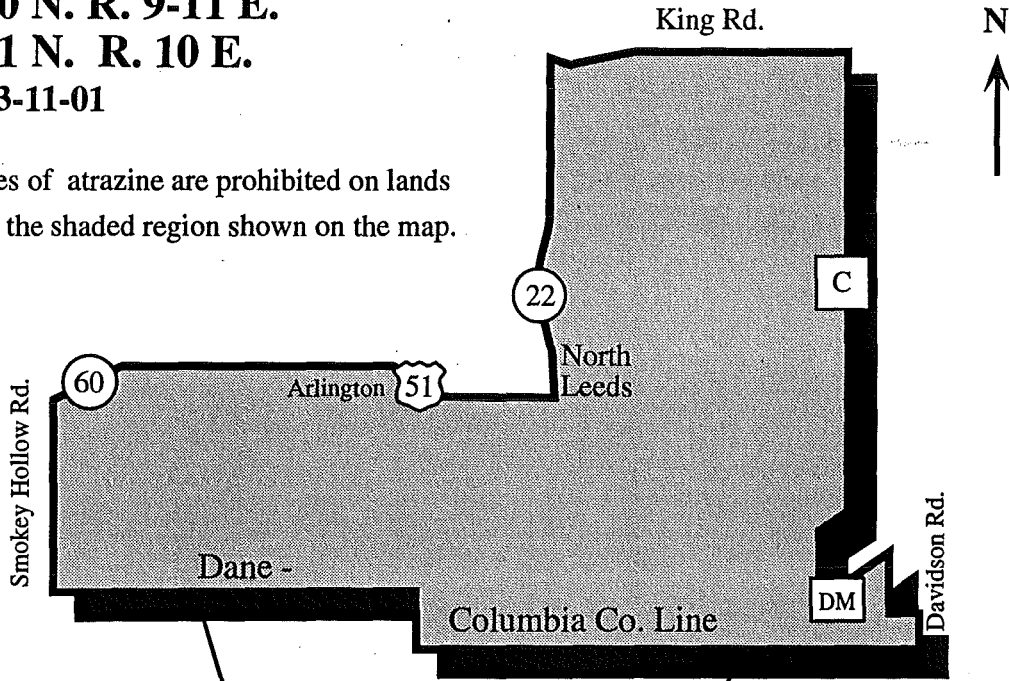 0 N. R. 9-11 E.
1 N. R. 10 E.
3-11-01
es of atrazine are prohibited on lands
the shaded region shown on the map.
King Rd.
N
C
22
North
Leeds
60
Arlington
51
Smokey Hollow Rd.
Dane -
Columbia Co. Line
DM
Davidson Rd.